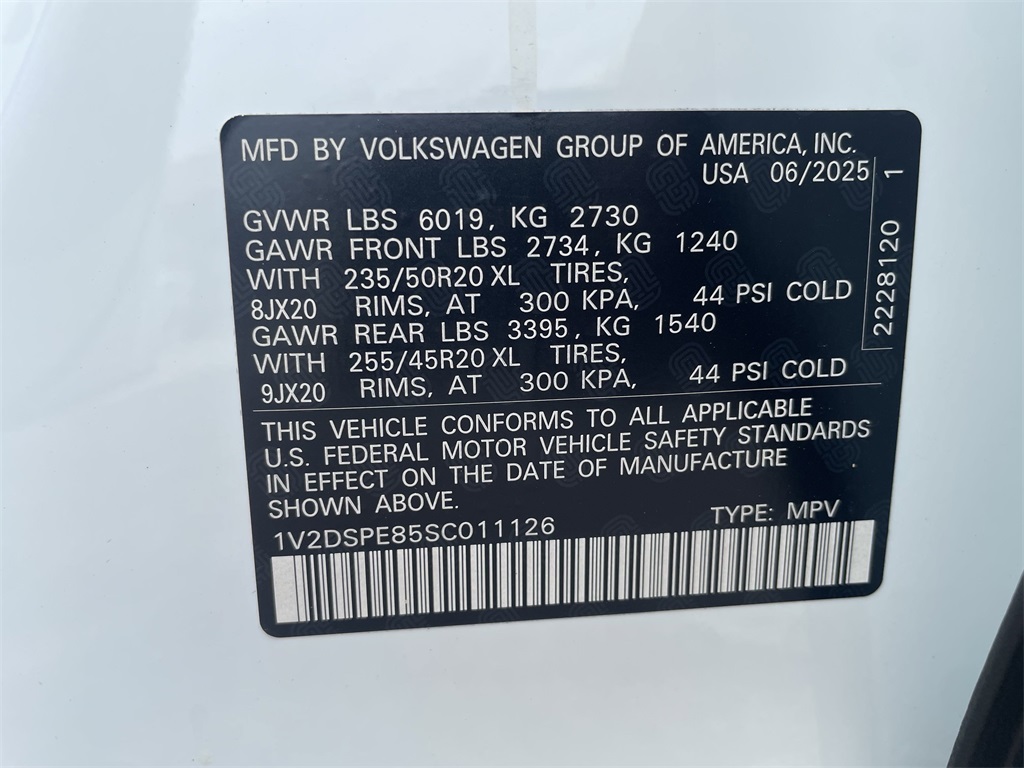 MFD BY VOLKSWAGEN GROUP OF AMERICA, INC.
USA 06/2025
GVWR LBS 6019, KG 2730
GAWR FRONT LBS 2734, KG 1240
WITH 235/50R20 XL TIRES,
8JX20 RIMS, AT 300 KPA, 44 PSI COLD
GAWR REAR LBS 3395, KG 1540
WITH 255/45R20 XL TIRES,
9JX20 RIMS, AT 300 KPA, 44 PSI COLD
2228120 1
THIS VEHICLE CONFORMS TO ALL APPLICABLE
U.S. FEDERAL MOTOR VEHICLE SAFETY STANDARDS
IN EFFECT ON THE DATE OF MANUFACTURE .
SHOWN ABOVE.
1V2DSPE85SC011126 TYPE: MPV